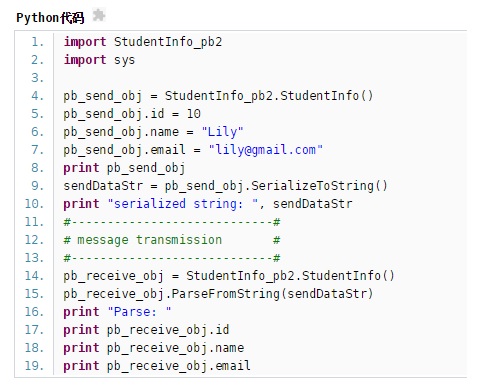 Python代码
1. import StudentInfo_pb2
2. import sys
3.
4. pb_send_obj = StudentInfo_pb2.StudentInfo()
5. pb_send_obj.id = 10
6. pb_send_obj.name = "Lily"
7. pb_send_obj.email = "lily@gmail.com"
8. print pb_send_obj
9. sendDataStr = pb_send_obj.SerializeToString()
10. print "serialized string: ", sendDataStr
11. #---------------------------#
12. # message transmission       #
13. #---------------------------#
14. pb_receive_obj = StudentInfo_pb2.StudentInfo()
15. pb_receive_obj.ParseFromString(sendDataStr)
16. print "Parse: "
17. print pb_receive_obj.id
18. print pb_receive_obj.name
19. print pb_receive_obj.email